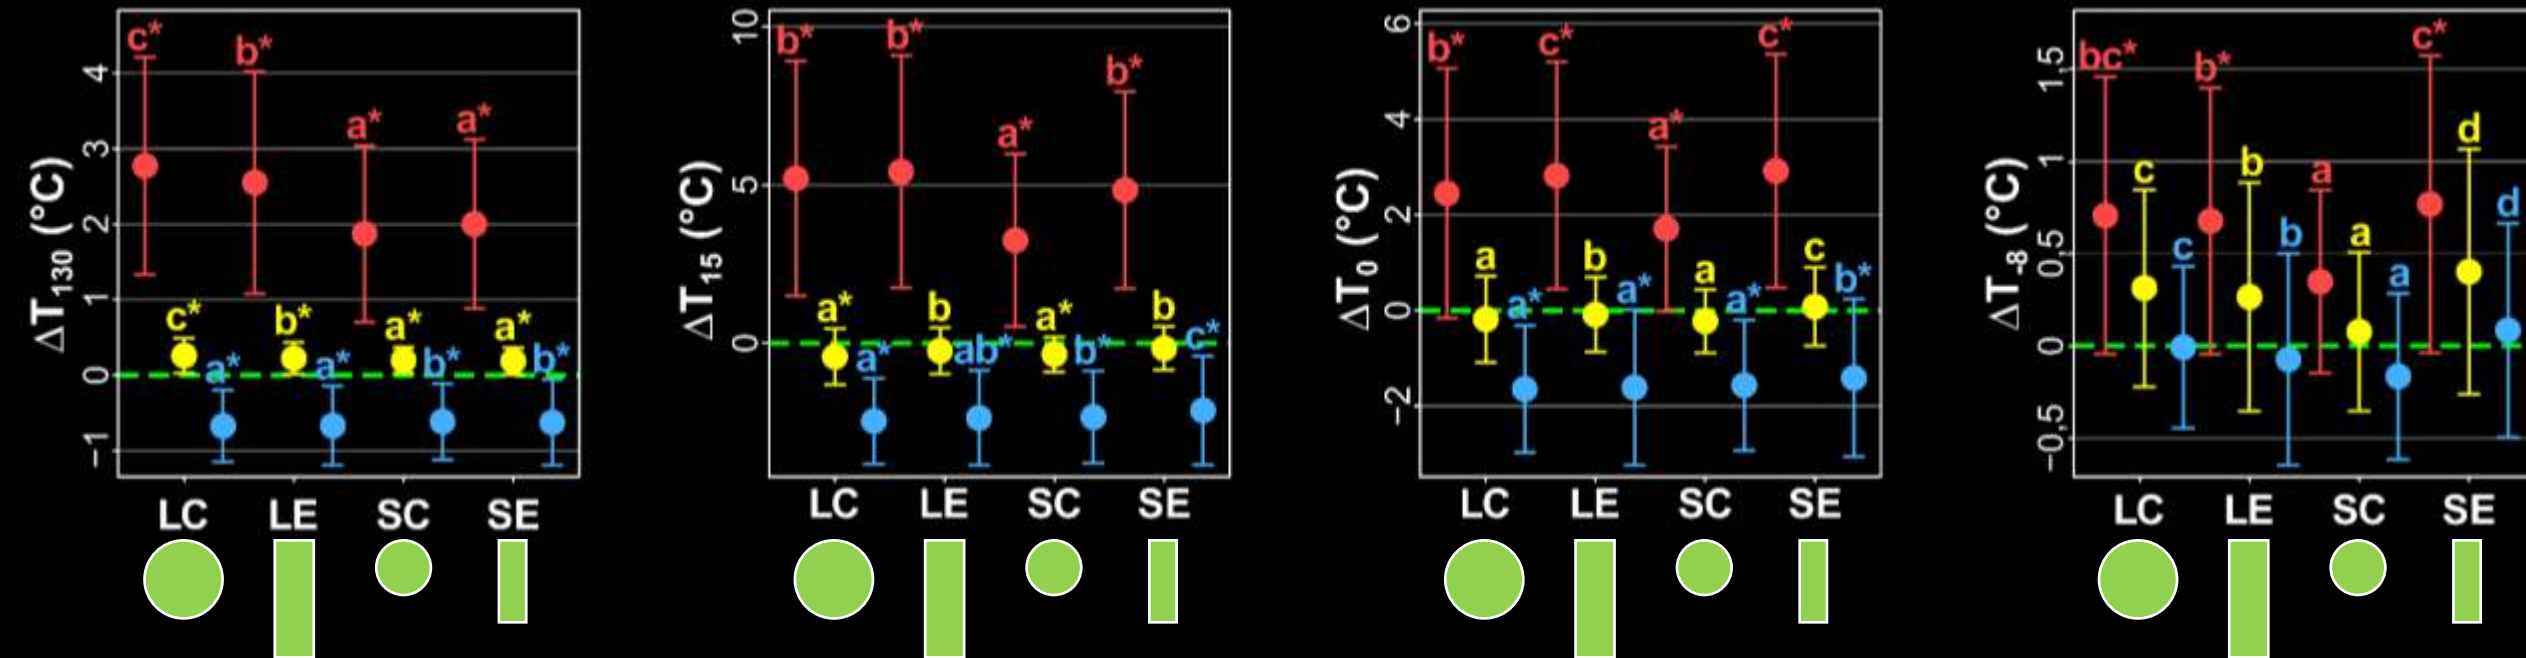 ΔT130 (°C)
4
3
2
1
0
−1
c* b* a* a*
c* b* a* a*
a* a* b* b*
LC LE SC SE
ΔT15 (°C)
10
5
0
b* b* a* b*
a* b a* b
a* ab* b* c*
LC LE SC SE
ΔT0 (°C)
6
4
2
0
−2
b* c* a* c*
a b a c
a* a* a* b*
LC LE SC SE
ΔT-8 (°C)
1,5
1
0,5
0
−0,5
bc* b* a c*
c b a d
c b a d
LC LE SC SE